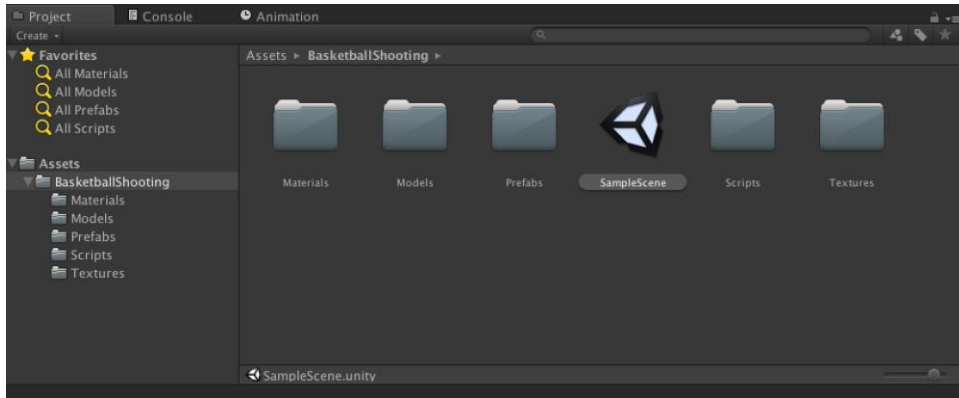 Project Console Animation
Create
Favorites
All Materials
All Models
All Prefabs
All Scripts
Assets
BasketballShooting
Materials
Models
Prefabs
Scripts
Textures
Assets ▸ BasketballShooting ▸
Materials Models Prefabs SampleScene Scripts Textures
SampleScene.unity